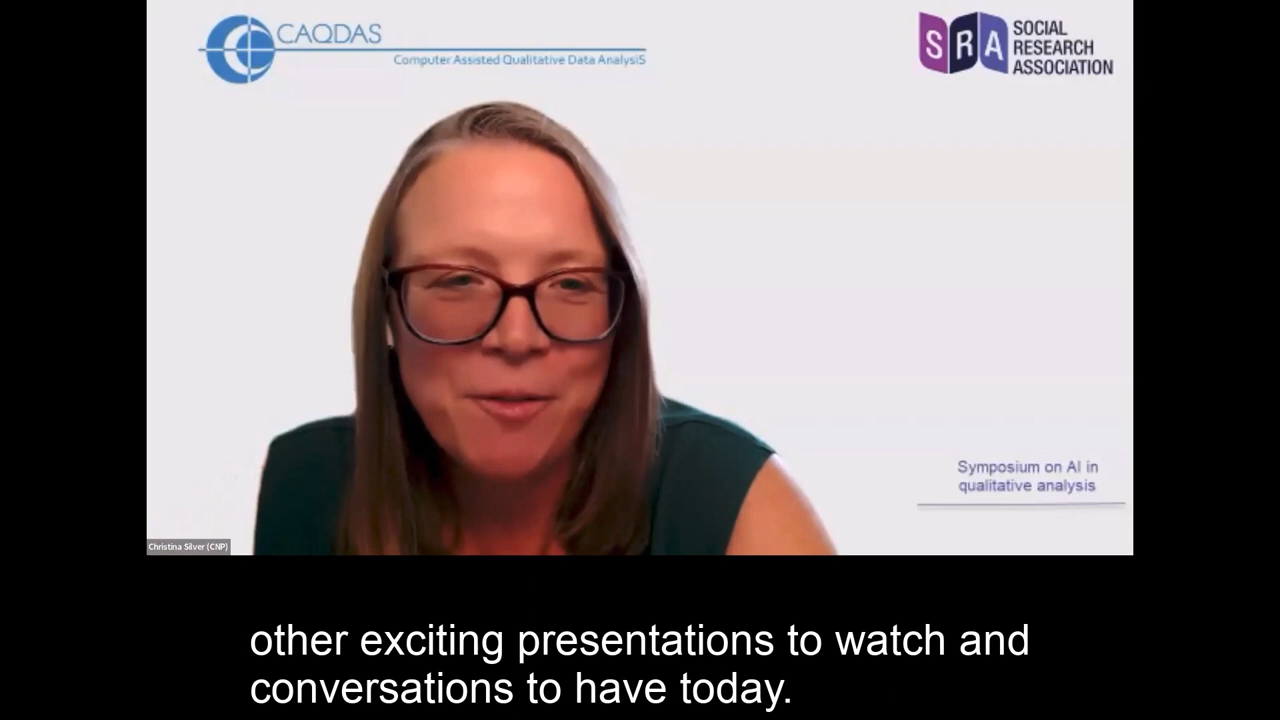 CAQDAS
Computer Assisted Qualitative Data AnalysiS
SRA
SOCIAL
RESEARCH
ASSOCIATION
Symposium on AI in
qualitative analysis
Christina Silver (CNP)
other exciting presentations to watch and
conversations to have today.